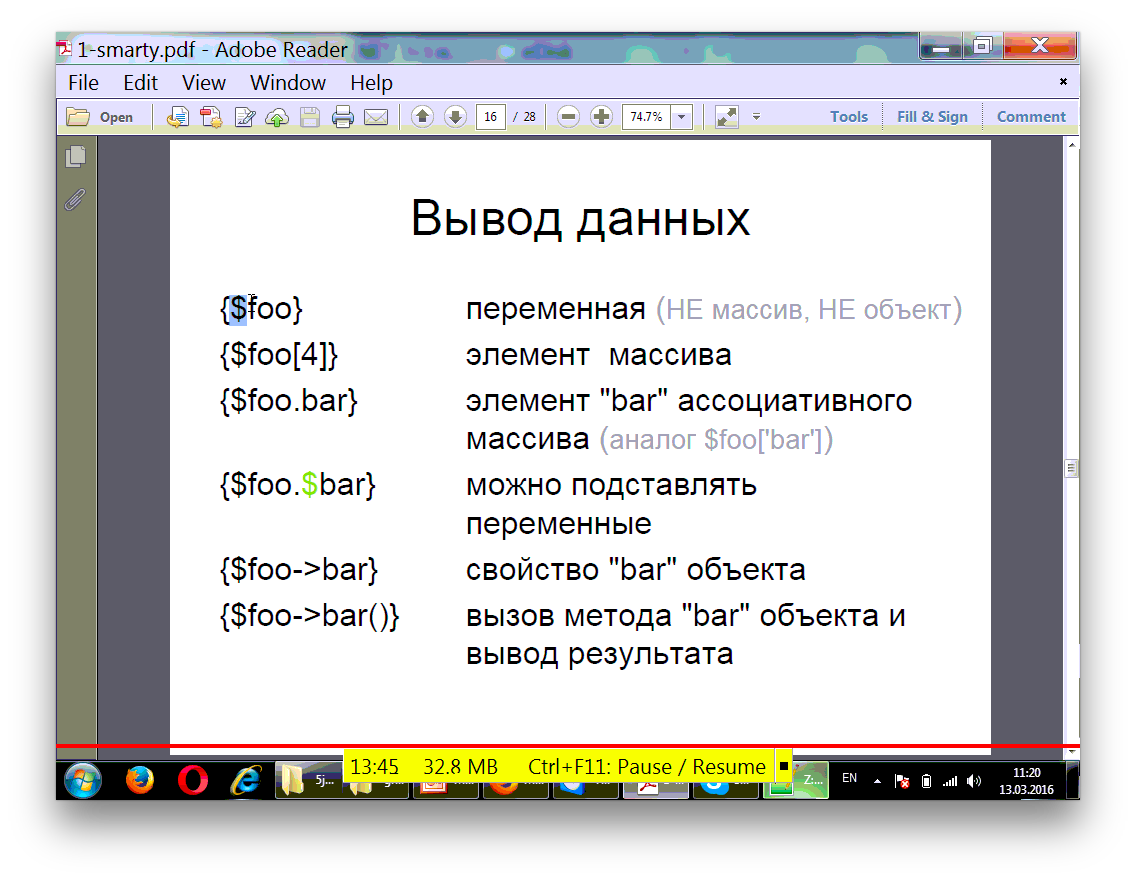 1-smarty.pdf - Adobe Reader
File Edit View Window Help
Open 16 / 28 74.7% Tools Fill & Sign Comment
Вывод данных
{$foo} переменная (НЕ массив, НЕ объект)
{$foo[4]} элемент массива
{$foo.bar} элемент "bar" ассоциативного
массива (аналог $foo['bar'])
{$foo.$bar} можно подставлять
переменные
{$foo->bar} свойство "bar" объекта
{$foo->bar()} вызов метода "bar" объекта и
вывод результата
13:45 32.8 MB Ctrl+F11: Pause / Resume
EN 11:20
13.03.2016